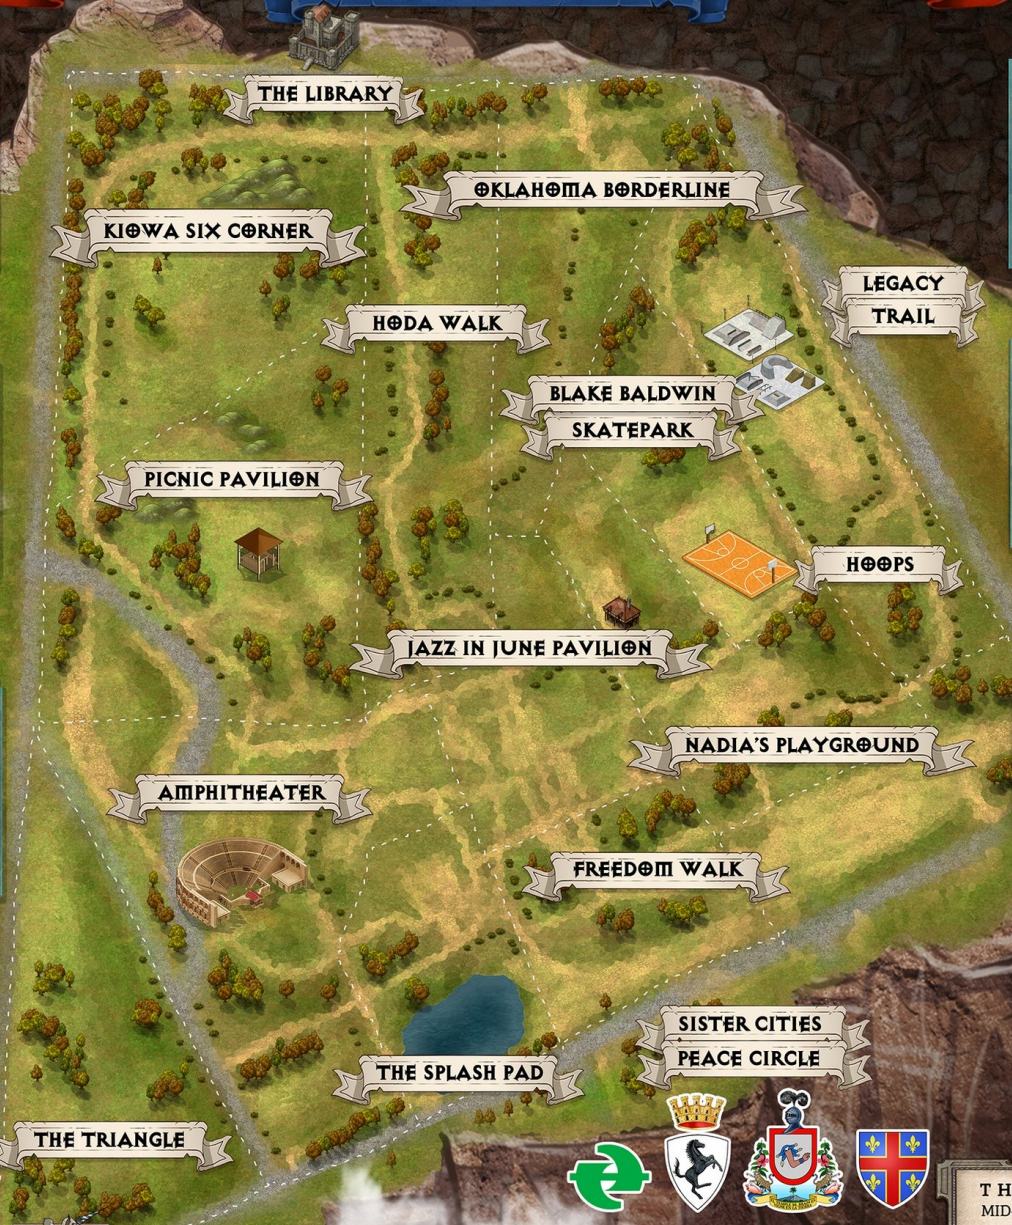 THE LIBRARY
OKLAHOMA BORDERLINE
KIOWA SIX CORNER
LEGACY
TRAIL
HODA WALK
BLAKE BALDWIN
SKATEPARK
PICNIC PAVILION
HOOPS
JAZZ IN JUNE PAVILION
NADIA'S PLAYGROUND
AMPHITHEATER
FREEDOM WALK
SISTER CITIES
PEACE CIRCLE
THE SPLASH PAD
THE TRIANGLE
TH
MID